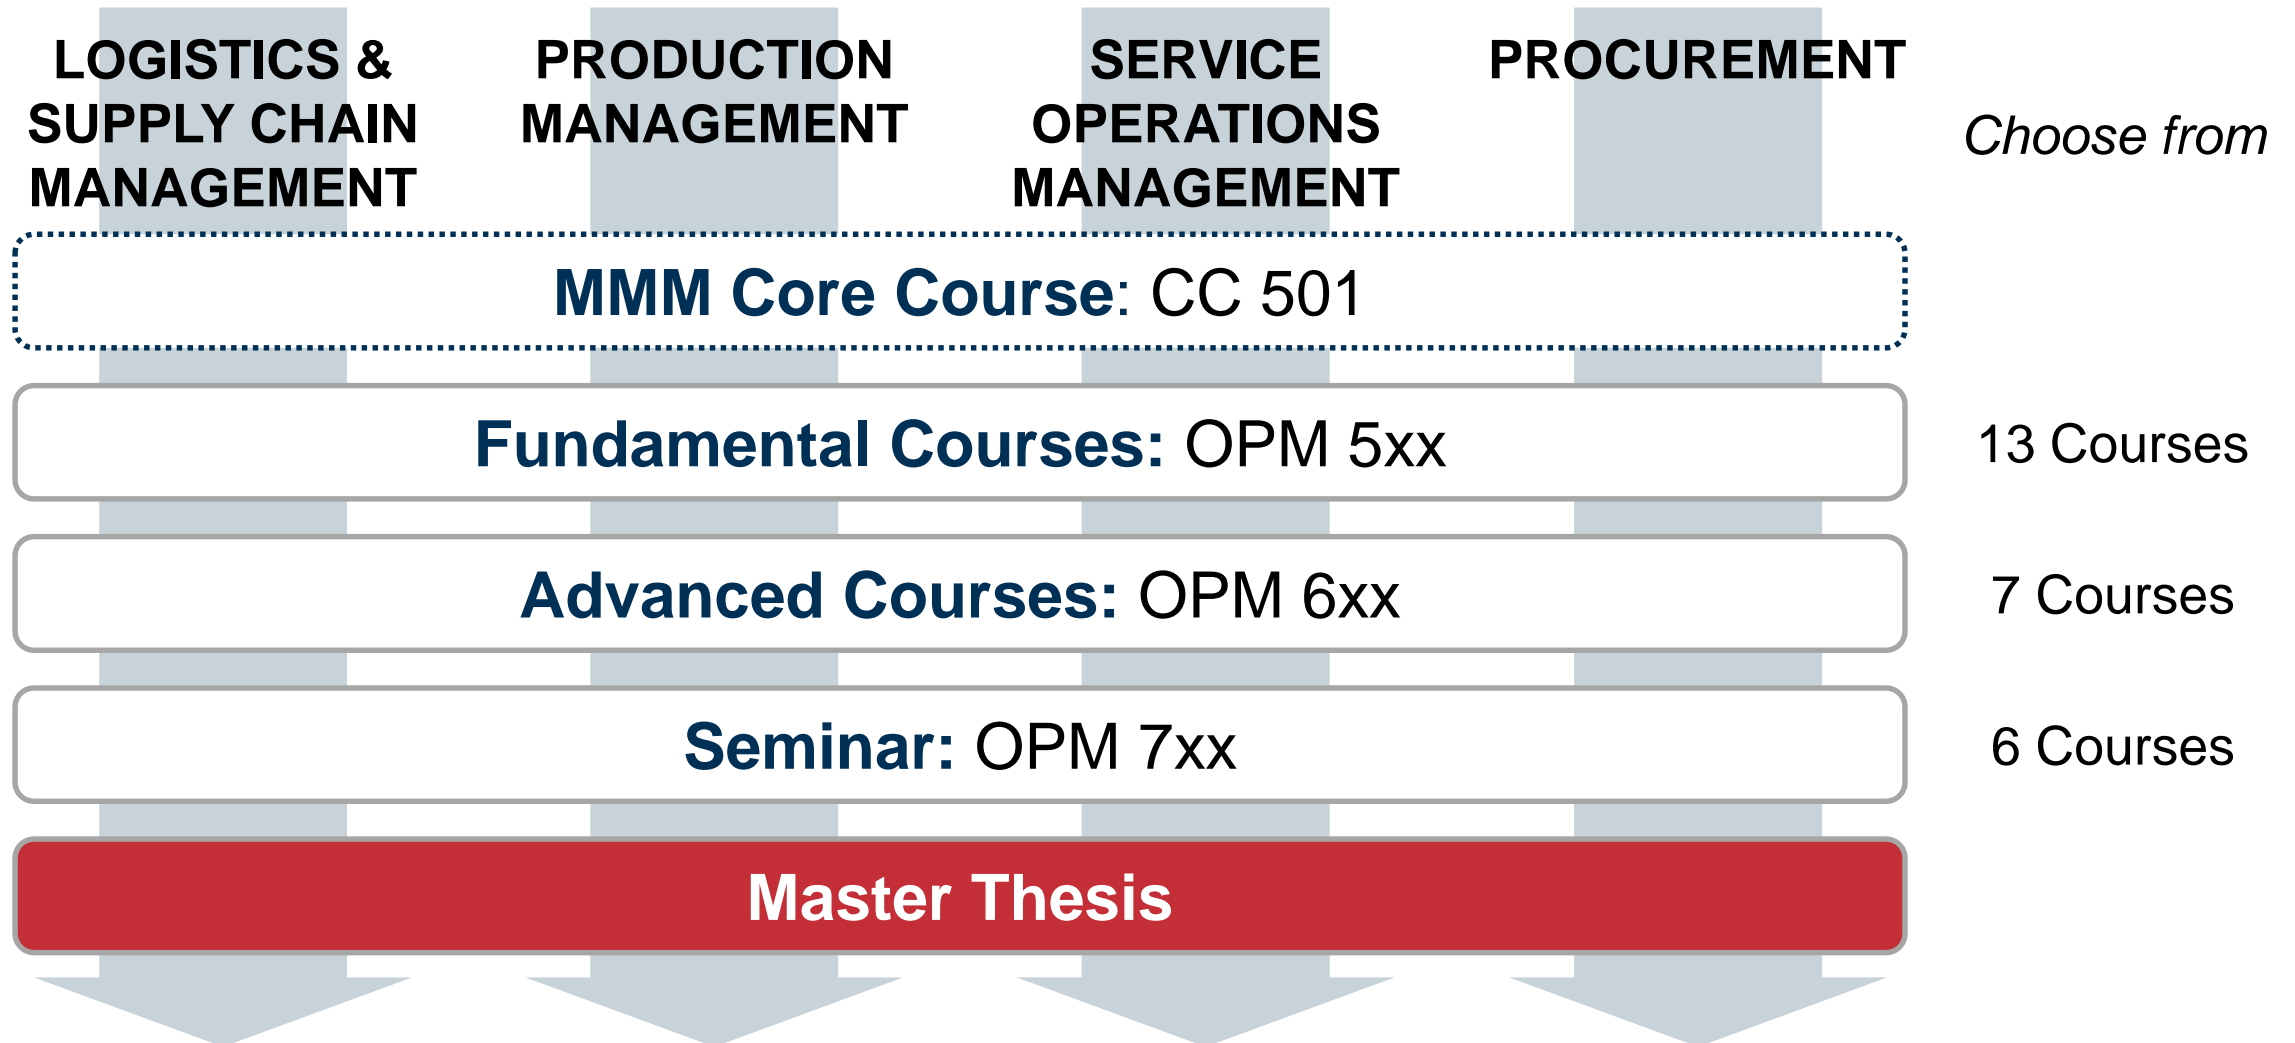 LOGISTICS &
SUPPLY CHAIN
MANAGEMENT
PRODUCTION
MANAGEMENT
SERVICE
OPERATIONS
MANAGEMENT
PROCUREMENT
Choose from
MMM Core Course: CC 501
Fundamental Courses: OPM 5xx
13 Courses
Advanced Courses: OPM 6xx
7 Courses
Seminar: OPM 7xx
6 Courses
Master Thesis